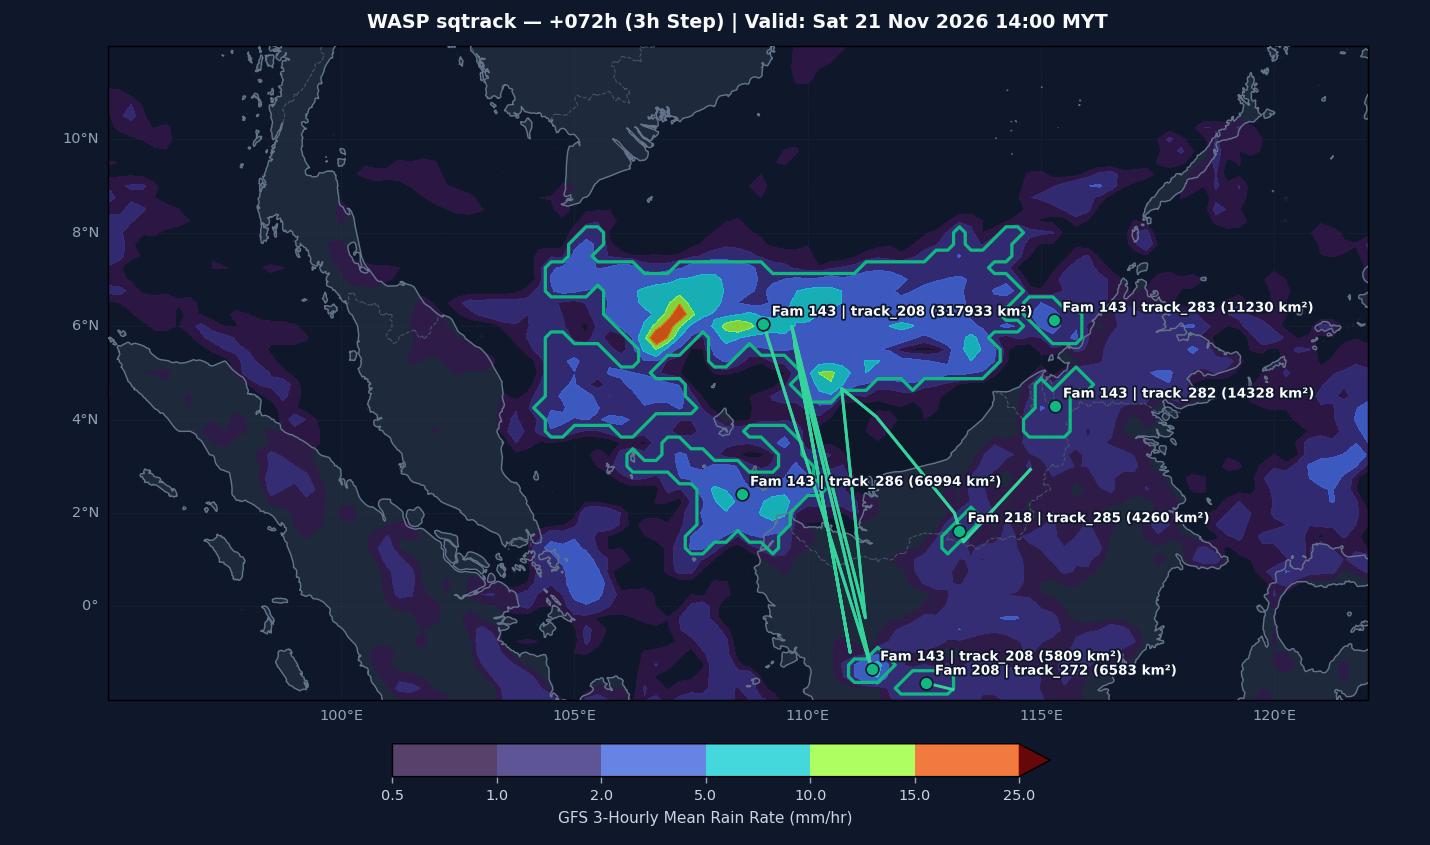 WASP sqtrack — +072h (3h Step) | Valid: Sat 21 Nov 2026 14:00 MYT
10°N
8°N
6°N
4°N
2°N
0°
Fam 143 | track_208 (317933 km²)
Fam 143 | track_283 (11230 km²)
Fam 143 | track_282 (14328 km²)
Fam 143 | track_286 (66994 km²)
Fam 218 | track_285 (4260 km²)
Fam 143 | track_208 (5809 km²)
Fam 208 | track_272 (6583 km²)
100°E
105°E
110°E
115°E
120°E
0.5
1.0
2.0
5.0
10.0
15.0
25.0
GFS 3-Hourly Mean Rain Rate (mm/hr)